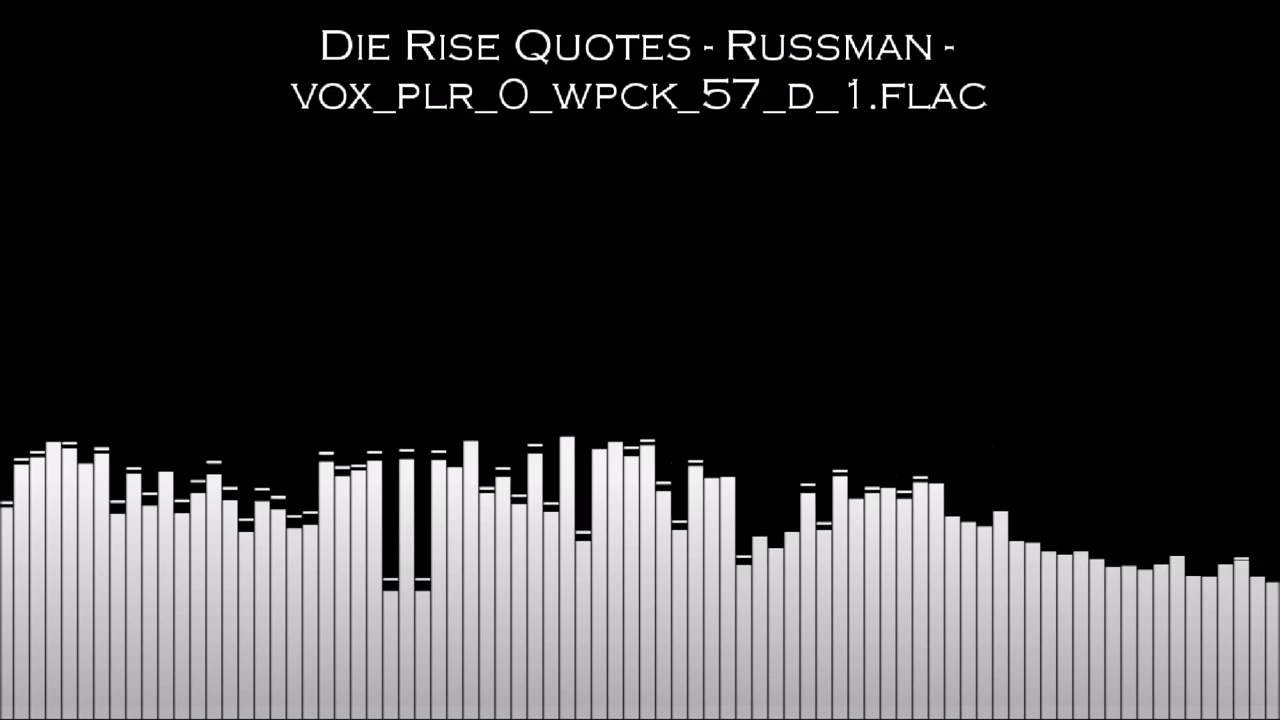 Die Rise Quotes - Russman -
vox_plr_0_wpck_57_d_1.flac